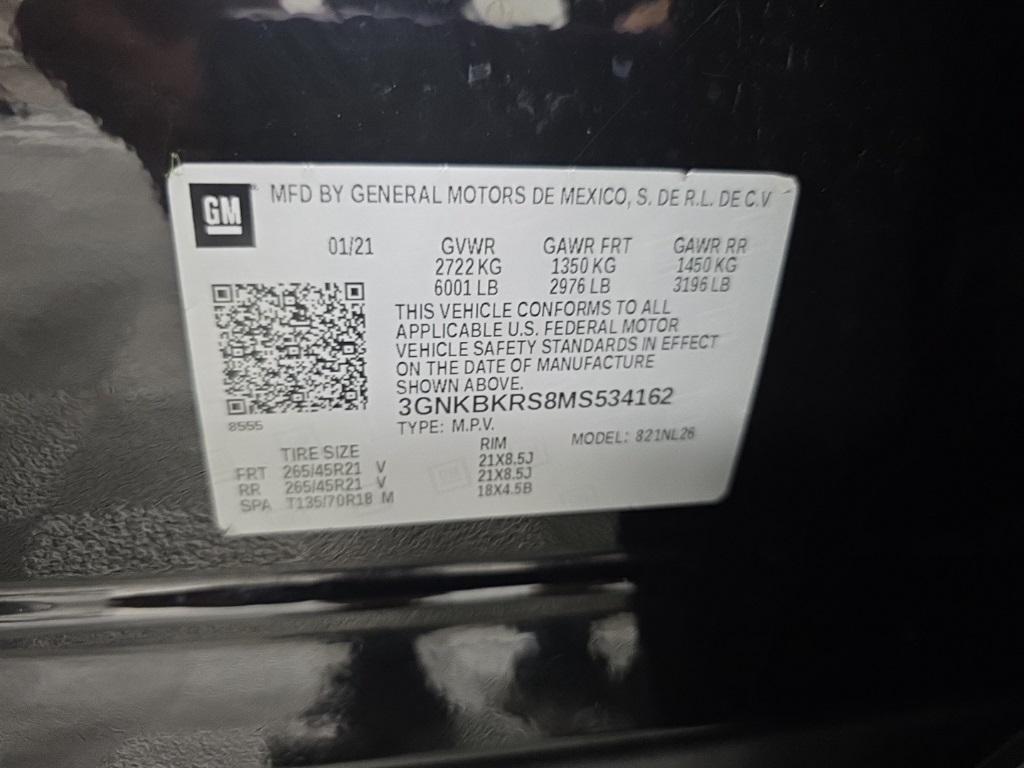 GM MFD BY GENERAL MOTORS DE MEXICO, S. DE R.L. DE C.V
01/21 GVWR GAWR FRT GAWR RR
2722 KG 1350 KG 1450 KG
6001 LB 2976 LB 3196 LB
THIS VEHICLE CONFORMS TO ALL
APPLICABLE U.S. FEDERAL MOTOR
VEHICLE SAFETY STANDARDS IN EFFECT
ON THE DATE OF MANUFACTURE
SHOWN ABOVE.
3GNKBKRS8MS534162
8555
TYPE: M.P.V. MODEL: 821NL26
TIRE SIZE RIM
FRT 265/45R21 V 21X8.5J
RR 265/45R21 V 21X8.5J
SPA T135/70R18 M 18X4.5B